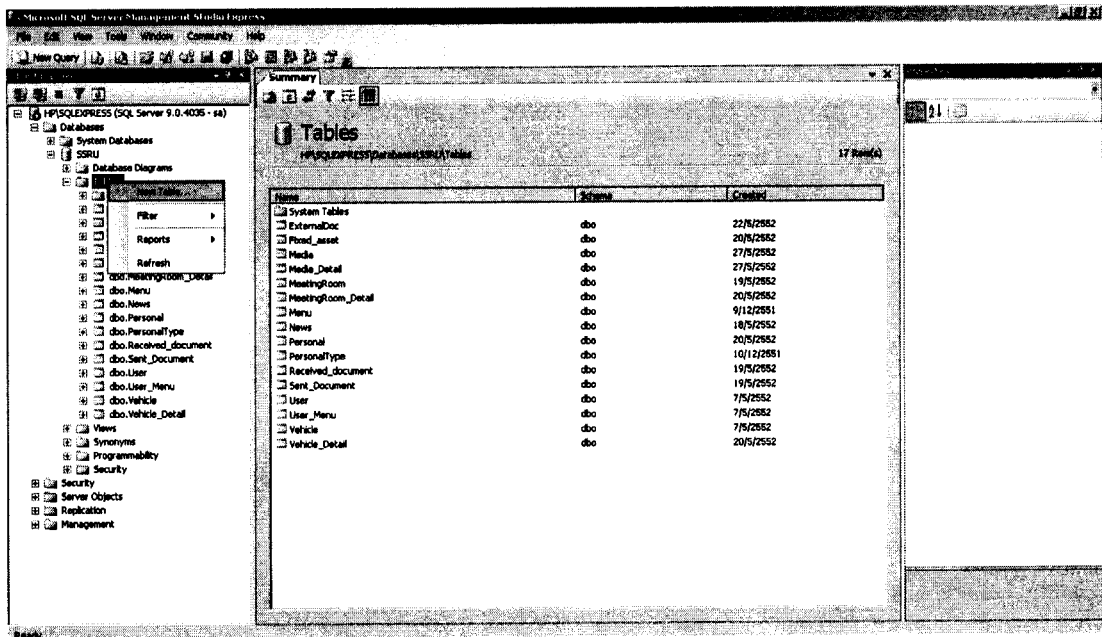 Microsoft SQL Server Management Studio Express
File Edit View Tools Window Community Help
New Query
Summary
HP\SQLEXPRESS (SQL Server 9.0.4035 - sa)
Databases
System Databases
SSRU
Database Diagrams
New Table...
Filter
Reports
Refresh
dbo.MeetingRoom_Detail
dbo.Menu
dbo.News
dbo.Personal
dbo.PersonalType
dbo.Received_document
dbo.Sent_Document
dbo.User
dbo.User_Menu
dbo.Vehicle
dbo.Vehicle_Detail
Views
Synonyms
Programmability
Security
Security
Server Objects
Replication
Management
Tables
HP\SQLEXPRESS\Databases\SSRU\Tables
17 Row(s)
Name Schema Created
System Tables
ExternalDoc dbo 22/5/2552
Fixed_asset dbo 20/5/2552
Media dbo 27/5/2552
Media_Detail dbo 27/5/2552
MeetingRoom dbo 19/5/2552
MeetingRoom_Detail dbo 20/5/2552
Menu dbo 9/12/2551
News dbo 18/5/2552
Personal dbo 20/5/2552
PersonalType dbo 10/12/2551
Received_document dbo 19/5/2552
Sent_Document dbo 19/5/2552
User dbo 7/5/2552
User_Menu dbo 7/5/2552
Vehicle dbo 7/5/2552
Vehicle_Detail dbo 20/5/2552
Ready